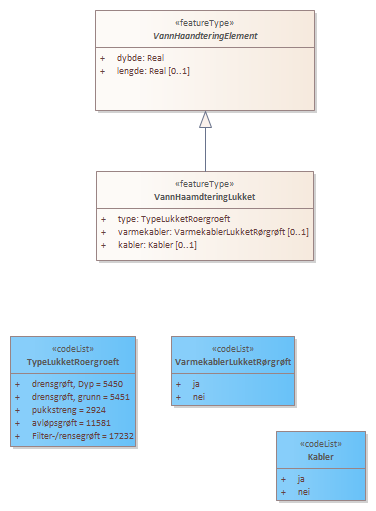 «featureType»
VannHaandteringElement
+ dybde: Real
+ lengde: Real [0..1]
«featureType»
VannHaamdteringLukket
+ type: TypeLukketRoergroeft
+ varmekabler: VarmekablerLukketRørgrøft [0..1]
+ kabler: Kabler [0..1]
«codeList»
TypeLukketRoergroeft
+ drensgrøft, Dyp = 5450
+ drensgrøft, grunn = 5451
+ pukkstreng = 2924
+ avløpsgrøft = 11581
+ Filter-/rensegrøft = 17232
«codeList»
VarmekablerLukketRørgrøft
+ ja
+ nei
«codeList»
Kabler
+ ja
+ nei